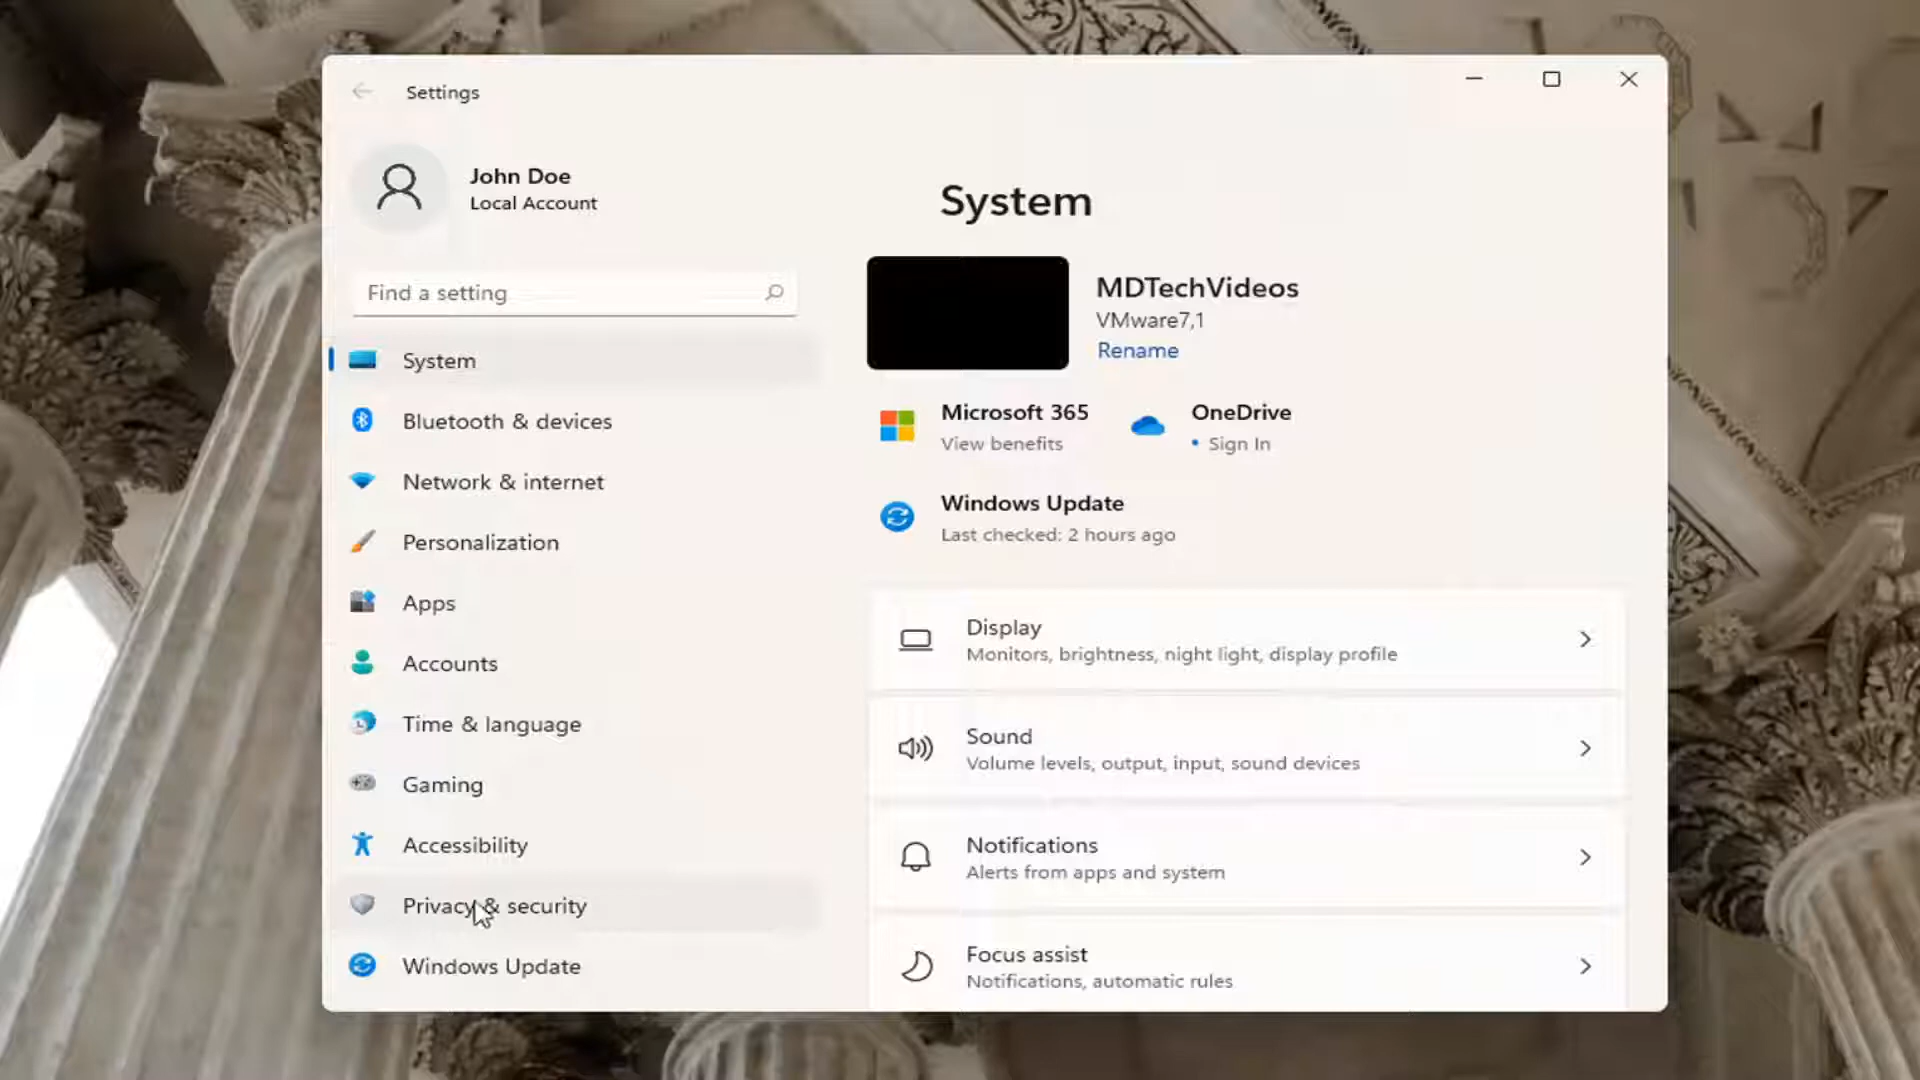 Settings
John Doe
Local Account
Find a setting
System
Bluetooth & devices
Network & internet
Personalization
Apps
Accounts
Time & language
Gaming
Accessibility
Privacy & security
Windows Update
System
MDTechVideos
VMware7,1
Rename
Microsoft 365
View benefits
OneDrive
• Sign In
Windows Update
Last checked: 2 hours ago
Display
Monitors, brightness, night light, display profile
Sound
Volume levels, output, input, sound devices
Notifications
Alerts from apps and system
Focus assist
Notifications, automatic rules